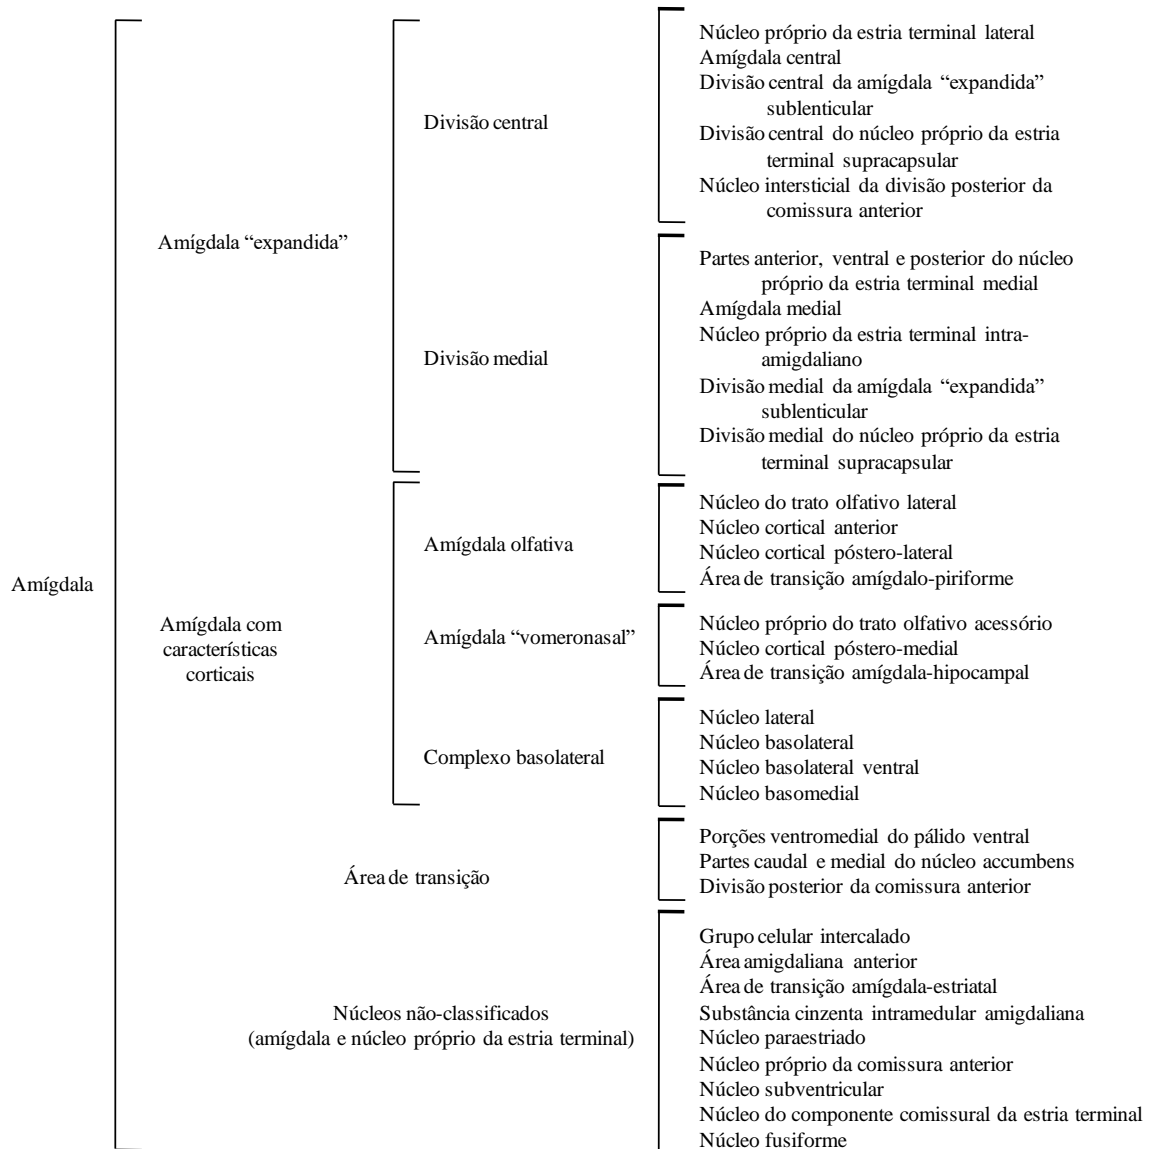 Núcleo próprio da estria terminal lateral
Amígdala central
Divisão central da amígdala “expandida”
sublenticular
Divisão central
Divisão central do núcleo próprio da estria
terminal supracapsular
Núcleo intersticial da divisão posterior da
comissura anterior
Amígdala “expandida”
Partes anterior, ventral e posterior do núcleo
próprio da estria terminal medial
Amígdala medial
Núcleo próprio da estria terminal intra-
amigdaliano
Divisão medial
Divisão medial da amígdala “expandida”
sublenticular
Divisão medial do núcleo próprio da estria
terminal supracapsular
Núcleo do trato olfativo lateral
Núcleo cortical anterior
Amígdala olfativa
Núcleo cortical póstero-lateral
Área de transição amígdalo-piriforme
Amígdala
Amígdala com
características
corticais
Núcleo próprio do trato olfativo acessório
Amígdala “vomeronasal”
Núcleo cortical póstero-medial
Área de transição amígdala-hipocampal
Núcleo lateral
Núcleo basolateral
Complexo basolateral
Núcleo basolateral ventral
Núcleo basomedial
Porções ventromedial do pálido ventral
Partes caudal e medial do núcleo accumbens
Área de transição
Divisão posterior da comissura anterior
Grupo celular intercalado
Área amigdaliana anterior
Área de transição amígdala-estriatal
Núcleos não-classificados
(amígdala e núcleo próprio da estria terminal)
Substância cinzenta intramedular amigdaliana
Núcleo paraestriado
Núcleo próprio da comissura anterior
Núcleo subventricular
Núcleo do componente comissural da estria terminal
Núcleo fusiforme